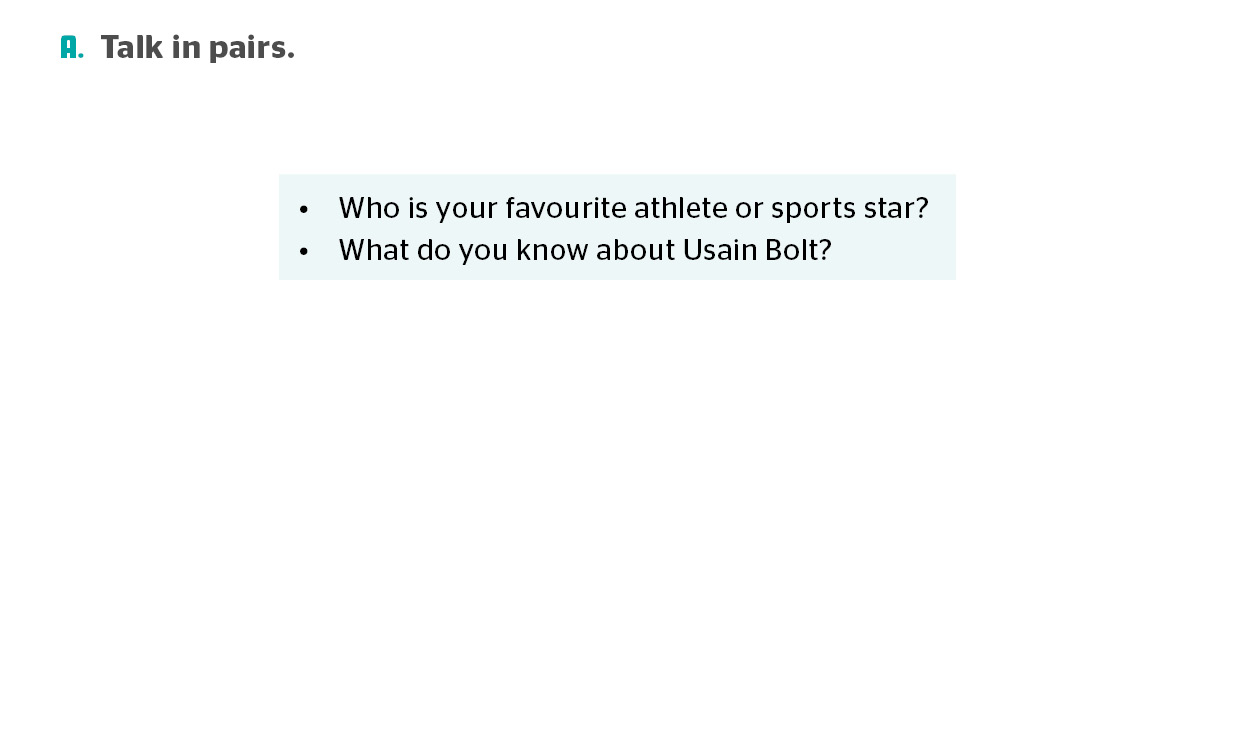 A. Talk in pairs.
• Who is your favourite athlete or sports star?
• What do you know about Usain Bolt?